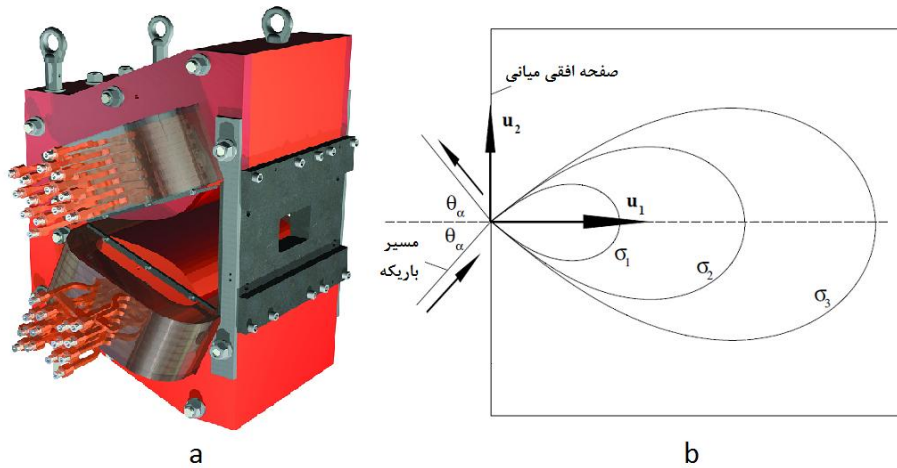 صفحه افقی میانی
u₂
θα
u₁
θα
مسیر
باریکه
σ₁
σ₂
σ₃
a
b